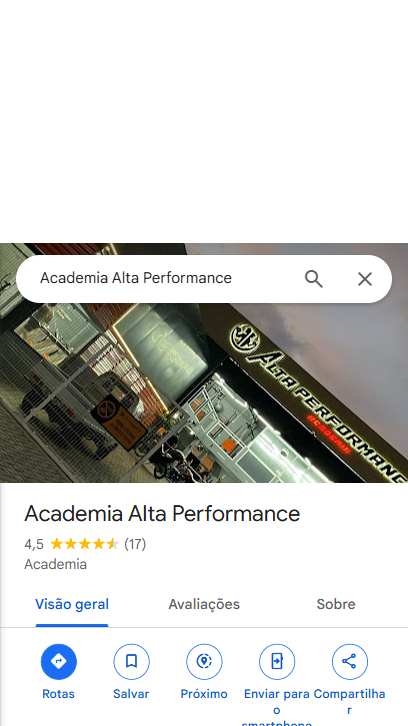 Academia Alta Performance
ALTA PERFORMANCE
ACADEMIA
Academia Alta Performance
4,5 (17)
Academia
Visão geral
Avaliações
Sobre
Rotas
Salvar
Próximo
Enviar para o smartphone
Compartilhar